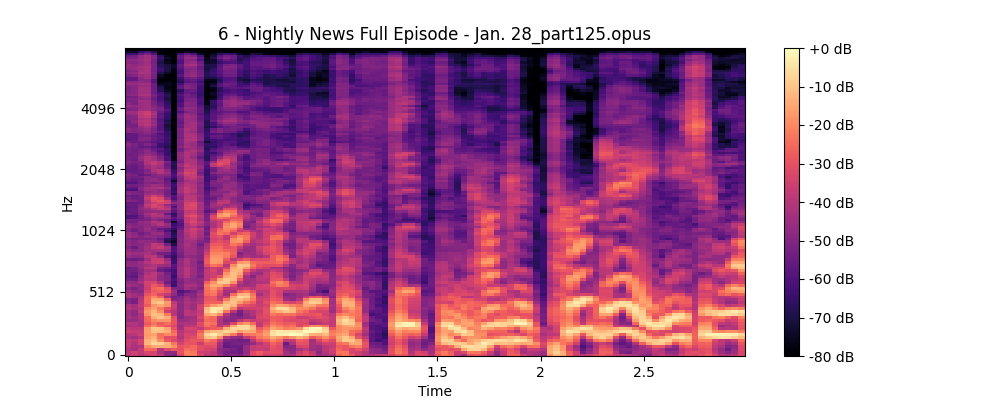 6 - Nightly News Full Episode - Jan. 28_part125.opus
Hz
4096
2048
1024
512
0
0
0.5
1
1.5
2
2.5
Time
+0 dB
-10 dB
-20 dB
-30 dB
-40 dB
-50 dB
-60 dB
-70 dB
-80 dB